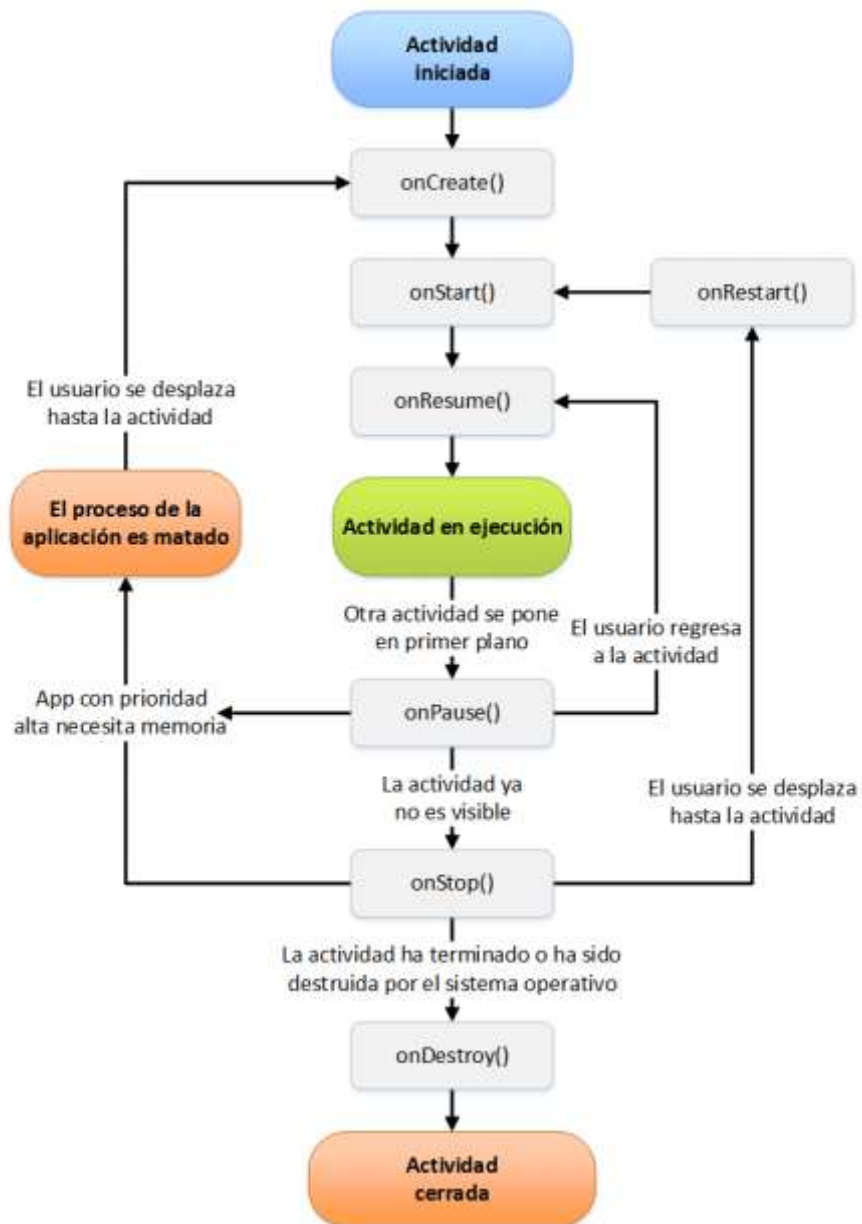 Actividad
iniciada
onCreate()
onStart()
onRestart()
El usuario se desplaza
hasta la actividad
onResume()
El proceso de la
aplicación es matado
Actividad en ejecución
Otra actividad se pone
en primer plano
El usuario regresa
a la actividad
App con prioridad
alta necesita memoria
onPause()
La actividad ya
no es visible
El usuario se desplaza
hasta la actividad
onStop()
La actividad ha terminado o ha sido
destruida por el sistema operativo
onDestroy()
Actividad
cerrada